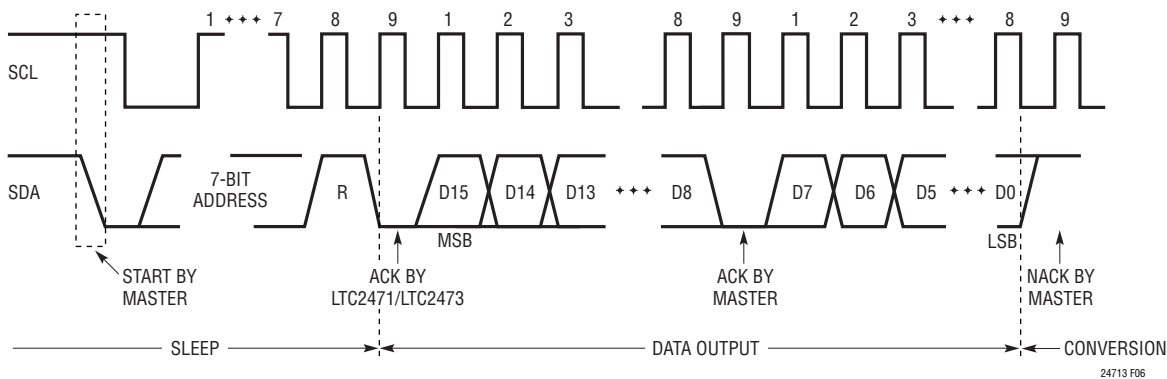 1 ✦✦✦ 7 8 9 1 2 3 8 9 1 2 3 ✦✦✦ 8 9
SCL
SDA
7-BIT
ADDRESS
R D15 D14 D13 ✦✦✦ D8 D7 D6 D5 ✦✦✦ D0
MSB
LSB
START BY
MASTER
ACK BY
LTC2471/LTC2473
ACK BY
MASTER
NACK BY
MASTER
SLEEP DATA OUTPUT CONVERSION
24713 F06